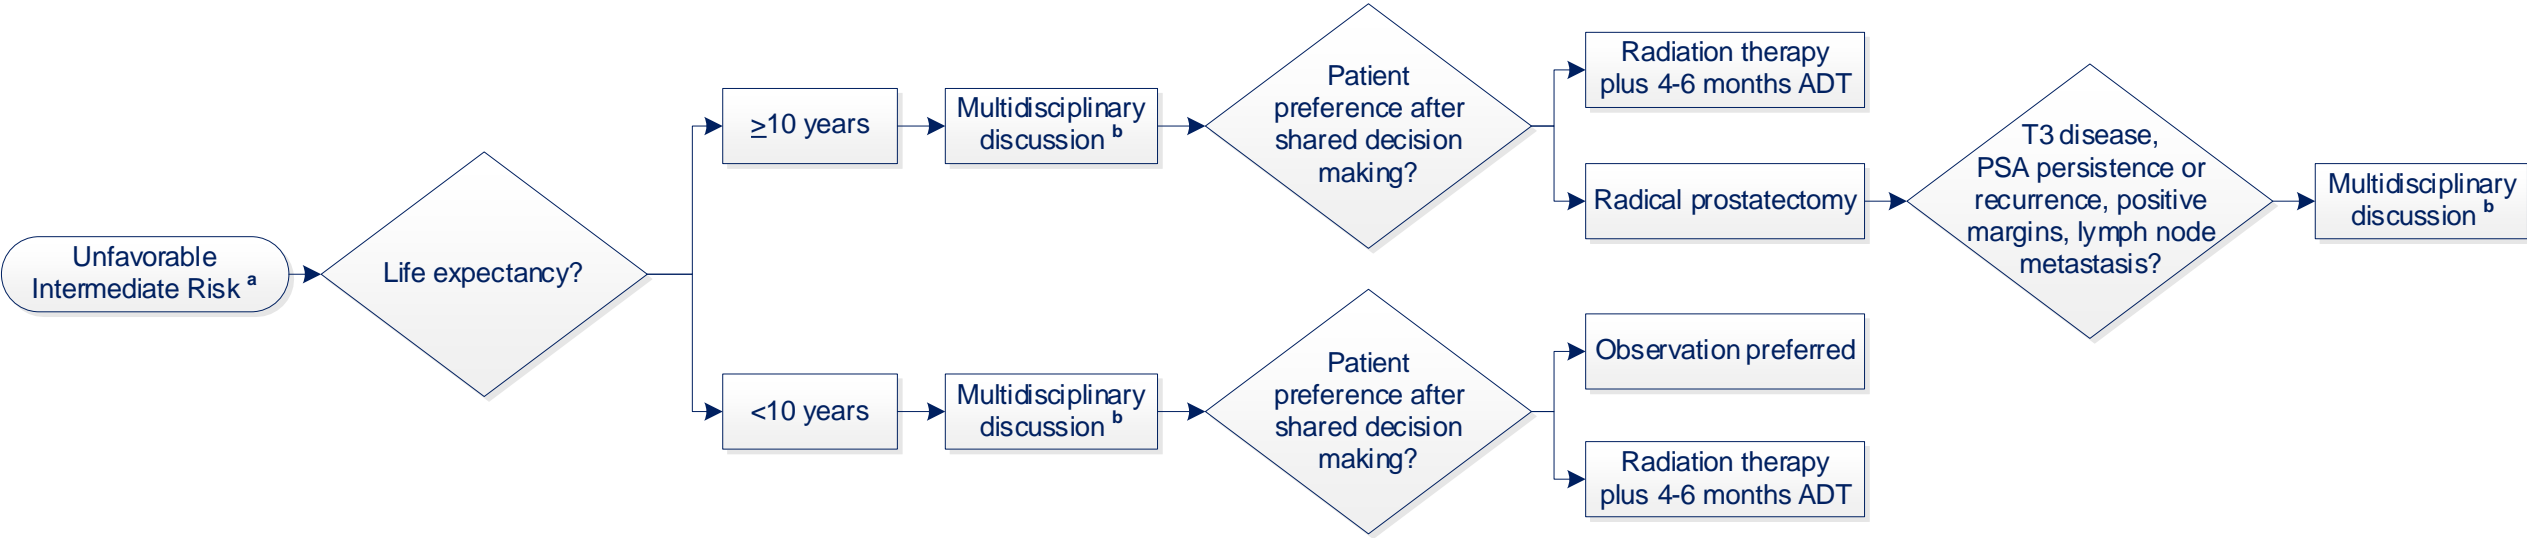 Unfavorable
Intermediate Risk a
Life expectancy?
≥10 years
Multidisciplinary
discussion b
Patient
preference after
shared decision
making?
Radiation therapy
plus 4-6 months ADT
Radical prostatectomy
T3 disease,
PSA persistence or
recurrence, positive
margins, lymph node
metastasis?
Multidisciplinary
discussion b
<10 years
Multidisciplinary
discussion b
Patient
preference after
shared decision
making?
Observation preferred
Radiation therapy
plus 4-6 months ADT